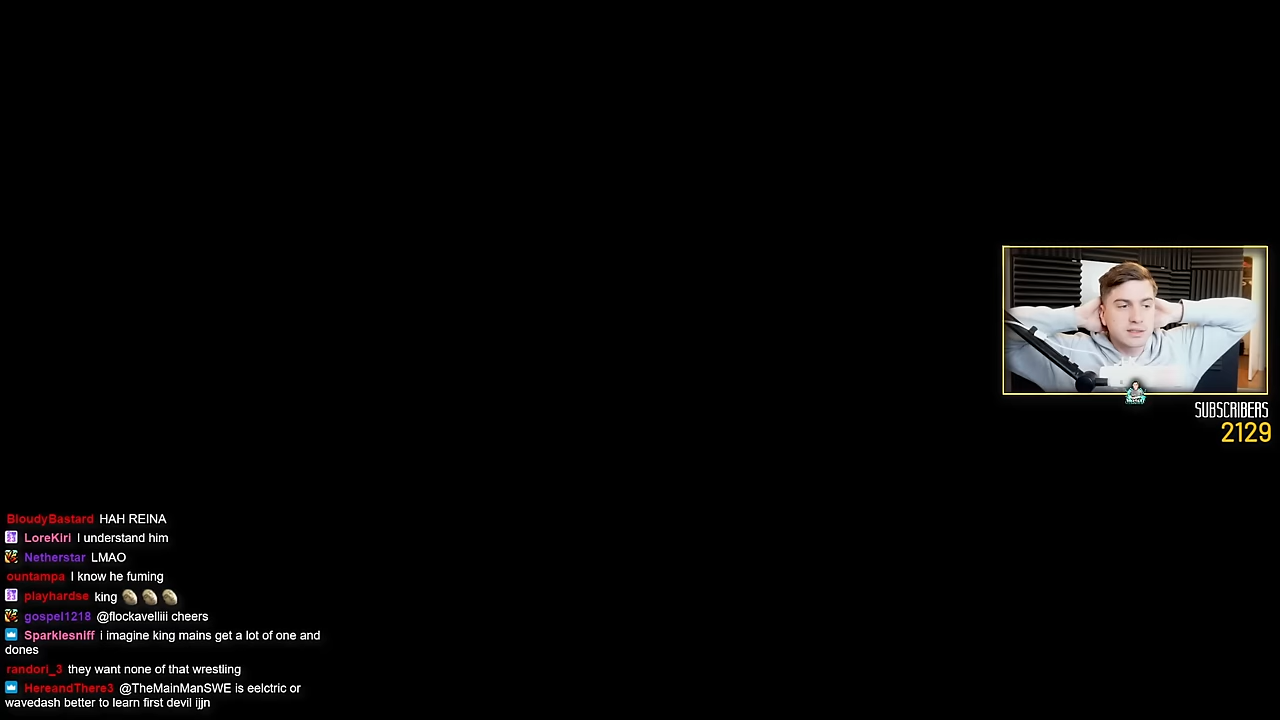 SUBSCRIBERS
2129
BloudyBastard HAH REINA
LoreKiri I understand him
Netherstar LMAO
ountampa I know he fuming
playhardse king
gospel1218 @flockavelliii cheers
Sparklesniff i imagine king mains get a lot of one and
dones
randori_3 they want none of that wrestling
HereandThere3 @TheMainManSWE is eelctric or
wavedash better to learn first devil ijjn